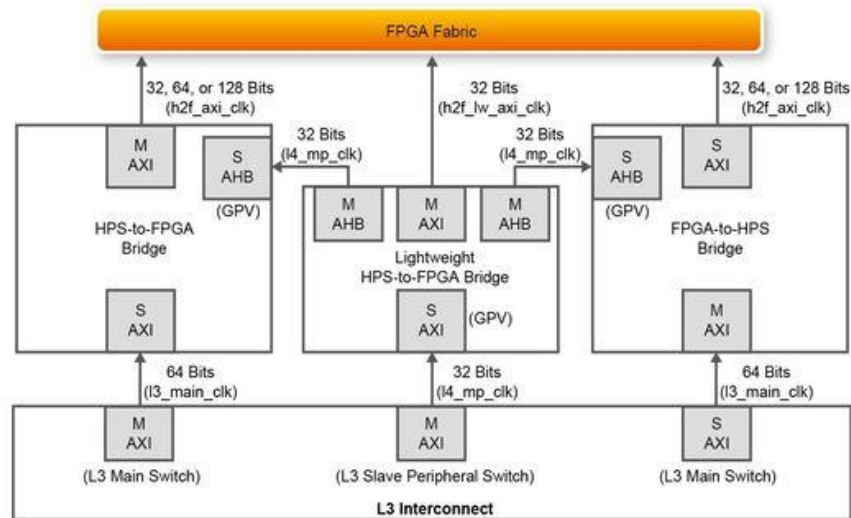 FPGA Fabric
32, 64, or 128 Bits
(h2f_axi_clk)
32 Bits
(h2f_lw_axi_clk)
32, 64, or 128 Bits
(h2f_axi_clk)
M
AXI
S
AHB
(GPV)
HPS-to-FPGA
Bridge
S
AXI
32 Bits
(l4_mp_clk)
M
AHB
M
AXI
M
AHB
Lightweight
HPS-to-FPGA Bridge
S
AXI
(GPV)
32 Bits
(l4_mp_clk)
S
AHB
(GPV)
S
AXI
FPGA-to-HPS
Bridge
M
AXI
64 Bits
(l3_main_clk)
32 Bits
(l4_mp_clk)
64 Bits
(l3_main_clk)
M
AXI
(L3 Main Switch)
M
AXI
(L3 Slave Peripheral Switch)
S
AXI
(L3 Main Switch)
L3 Interconnect